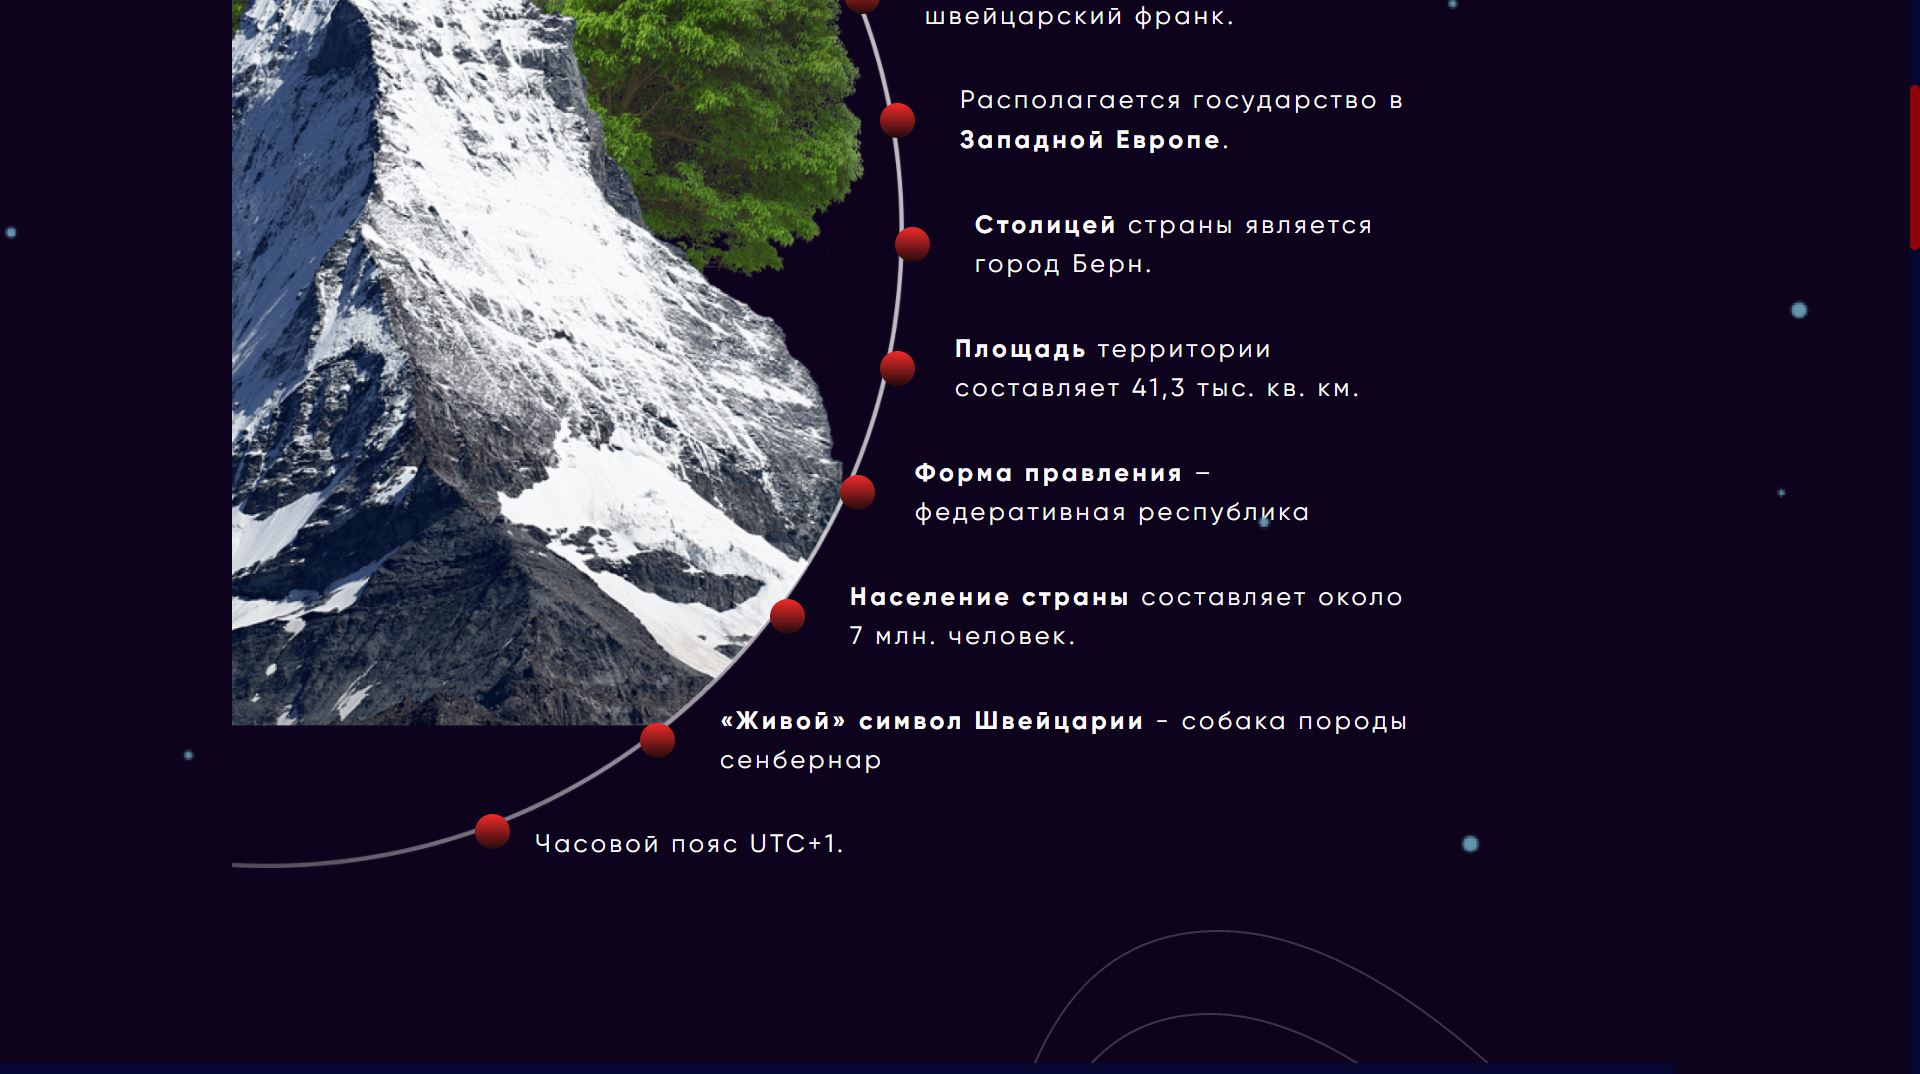 швейцарский франк.
Располагается государство в
Западной Европе.
Столицей страны является
город Берн.
Площадь территории
составляет 41,3 тыс. кв. км.
Форма правления –
федеративная республика
Население страны составляет около
7 млн. человек.
«Живой» символ Швейцарии - собака породы
сенбернар
Часовой пояс UTC+1.